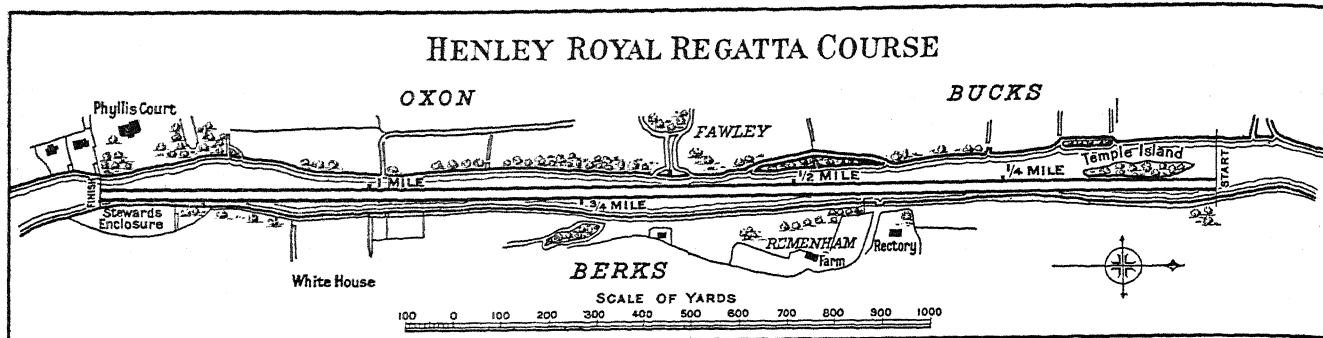 HENLEY ROYAL REGATTA COURSE
OXON
BUCKS
Phyllis Court
FAWLEY
Temple Island
START
1 MILE
1/2 MILE
1/4 MILE
FINISH
3/4 MILE
Stewards
Enclosure
REMENHAM
Rectory
Farm
White House
BERKS
SCALE OF YARDS
100 0 100 200 300 400 500 600 700 800 900 1000